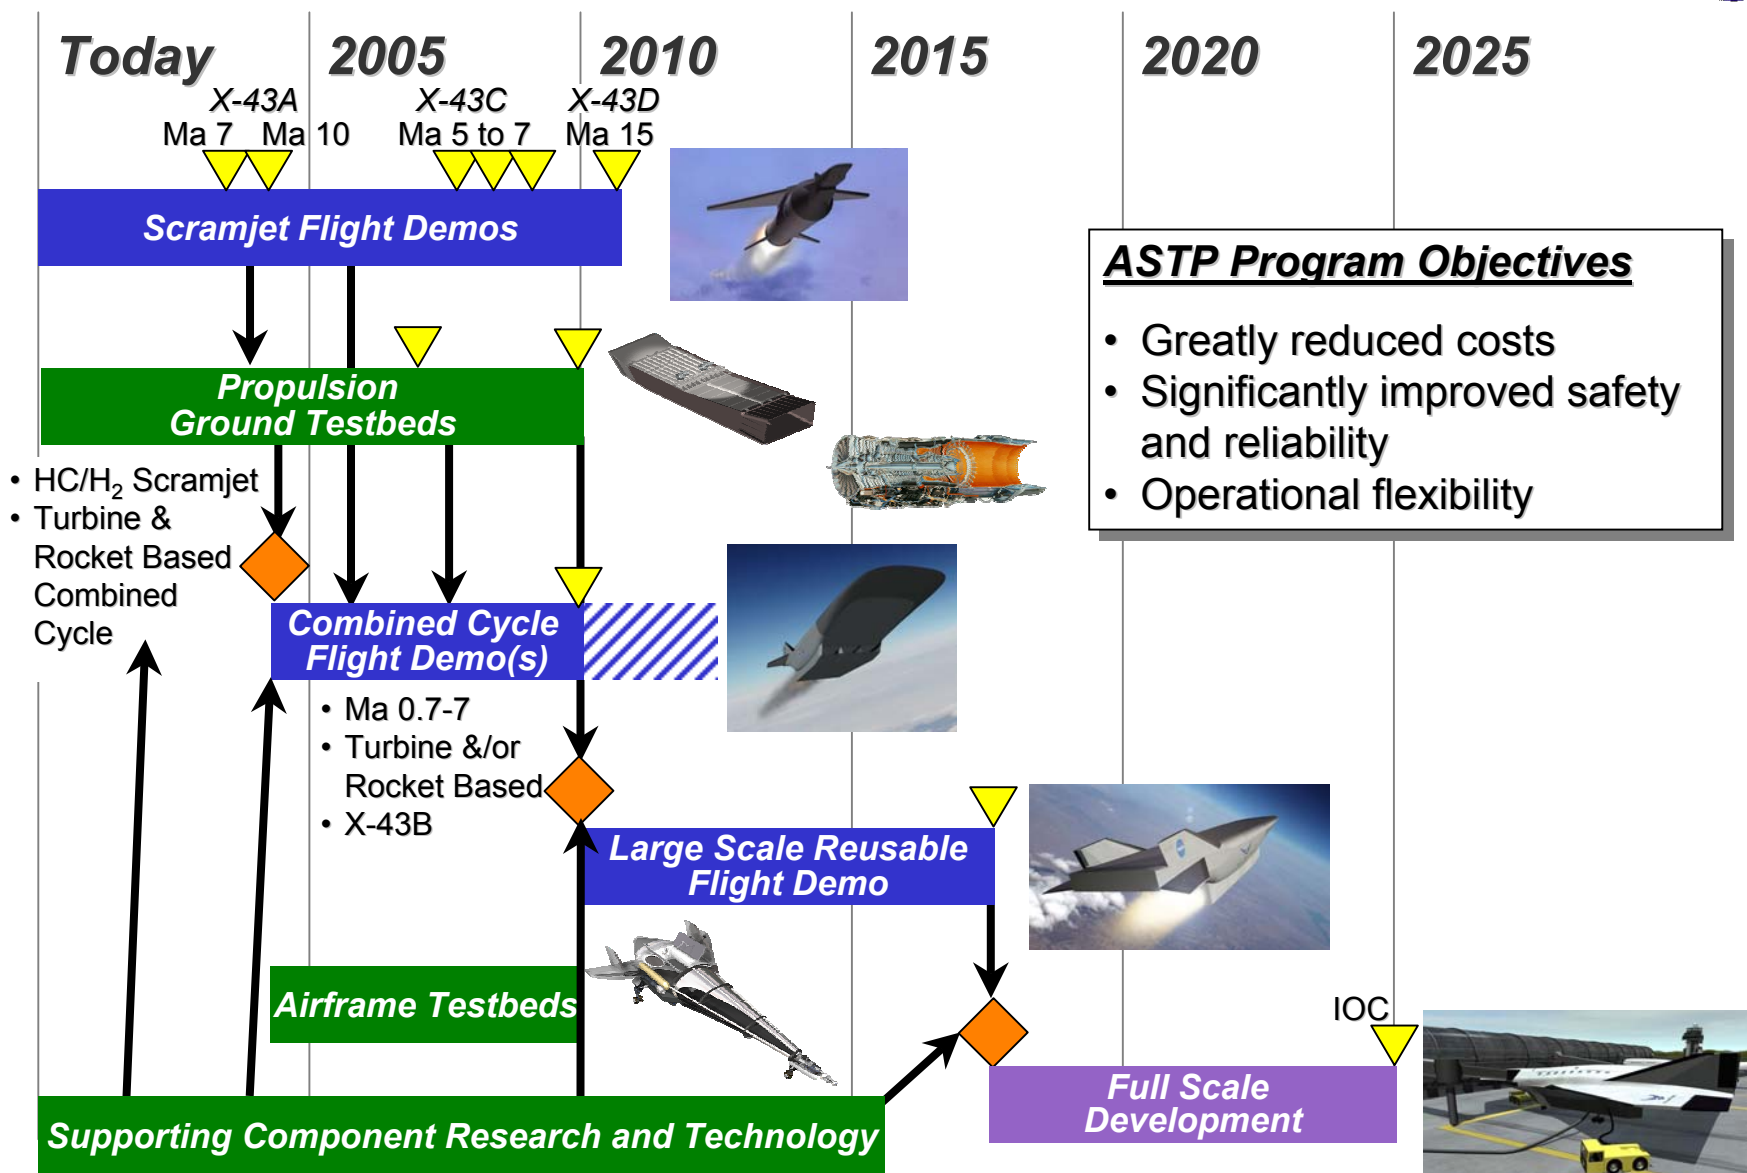 Today 2005 2010 2015 2020 2025
X-43A X-43C X-43D
Ma 7 Ma 10 Ma 5 to 7 Ma 15
Scramjet Flight Demos
ASTP Program Objectives
• Greatly reduced costs
• Significantly improved safety
and reliability
• Operational flexibility
Propulsion
Ground Testbeds
• HC/H₂ Scramjet
• Turbine &
Rocket Based
Combined
Cycle
Combined Cycle
Flight Demo(s)
• Ma 0.7-7
• Turbine &/or
Rocket Based
• X-43B
Large Scale Reusable
Flight Demo
Airframe Testbeds
IOC
Full Scale
Development
Supporting Component Research and Technology